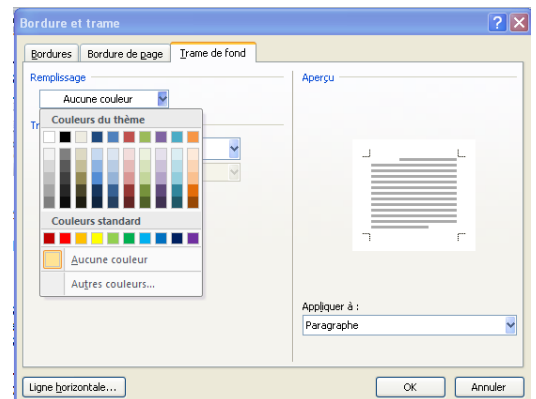 Bordure et trame
Bordures Bordure de page Trame de fond
Remplissage
Aucune couleur
Tr
Couleurs du thème
Couleurs standard
Aucune couleur
Autres couleurs...
Aperçu
Appliquer à :
Paragraphe
Ligne horizontale... OK Annuler